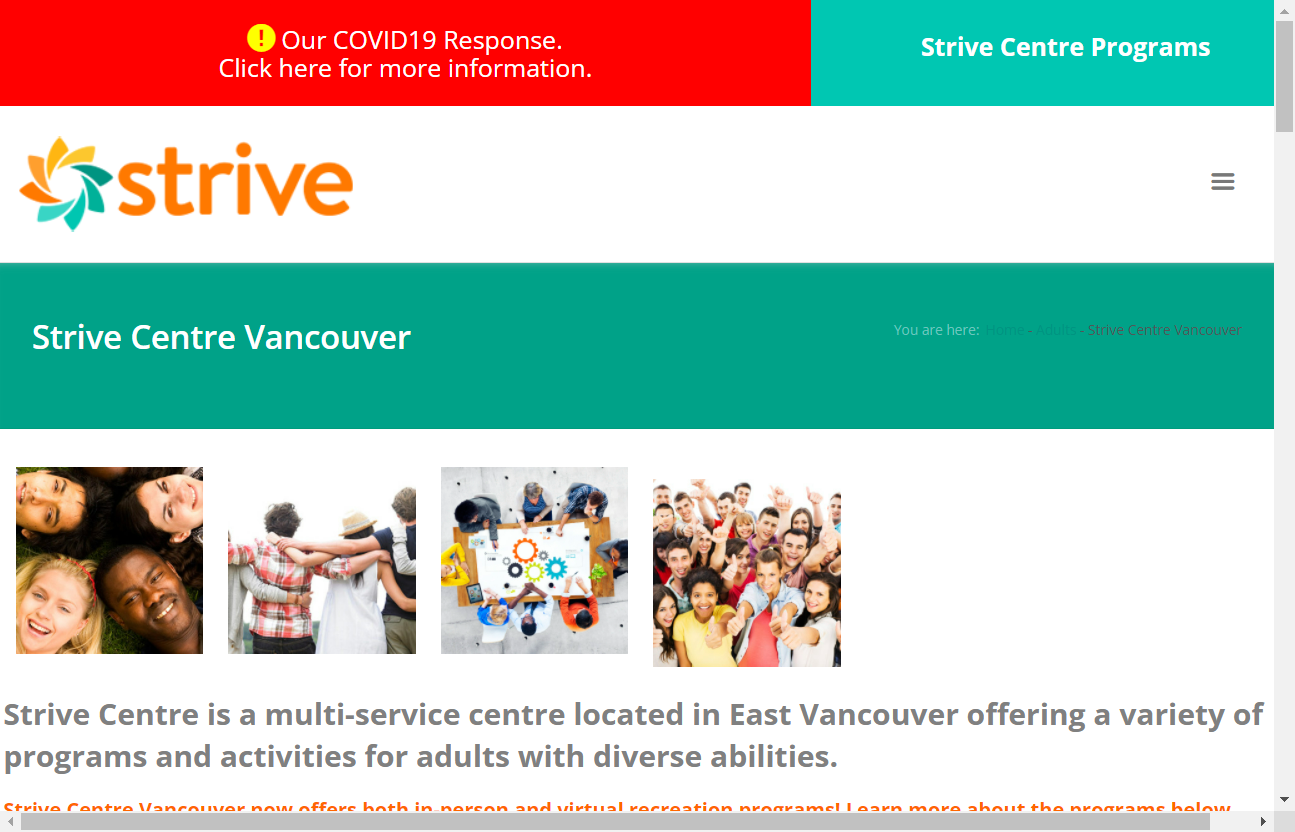 Our COVID19 Response.
Click here for more information.
Strive Centre Programs
strive
Strive Centre Vancouver
You are here: Home - Adults - Strive Centre Vancouver
Strive Centre is a multi-service centre located in East Vancouver offering a variety of
programs and activities for adults with diverse abilities.
Strive Centre Vancouver now offers both in-person and virtual recreation programs! Learn more about the programs below